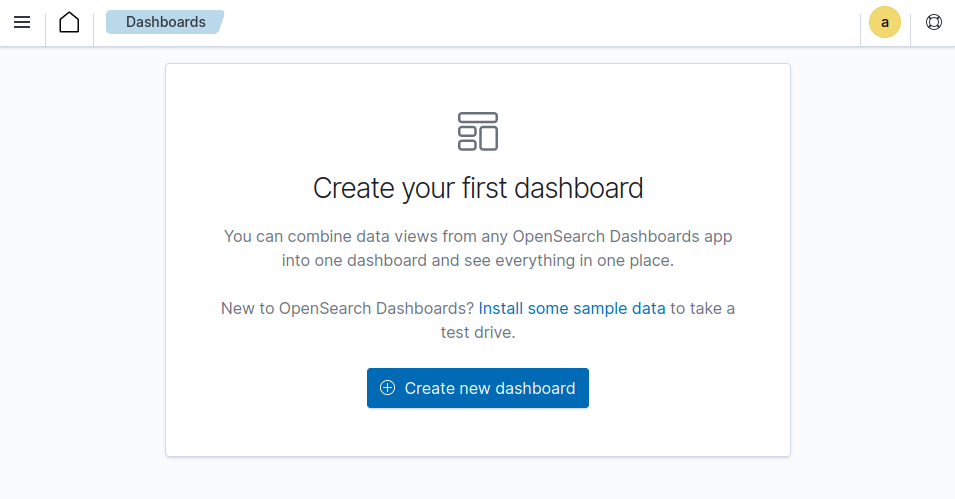 Dashboards
a
Create your first dashboard
You can combine data views from any OpenSearch Dashboards app
into one dashboard and see everything in one place.
New to OpenSearch Dashboards? Install some sample data to take a
test drive.
Create new dashboard